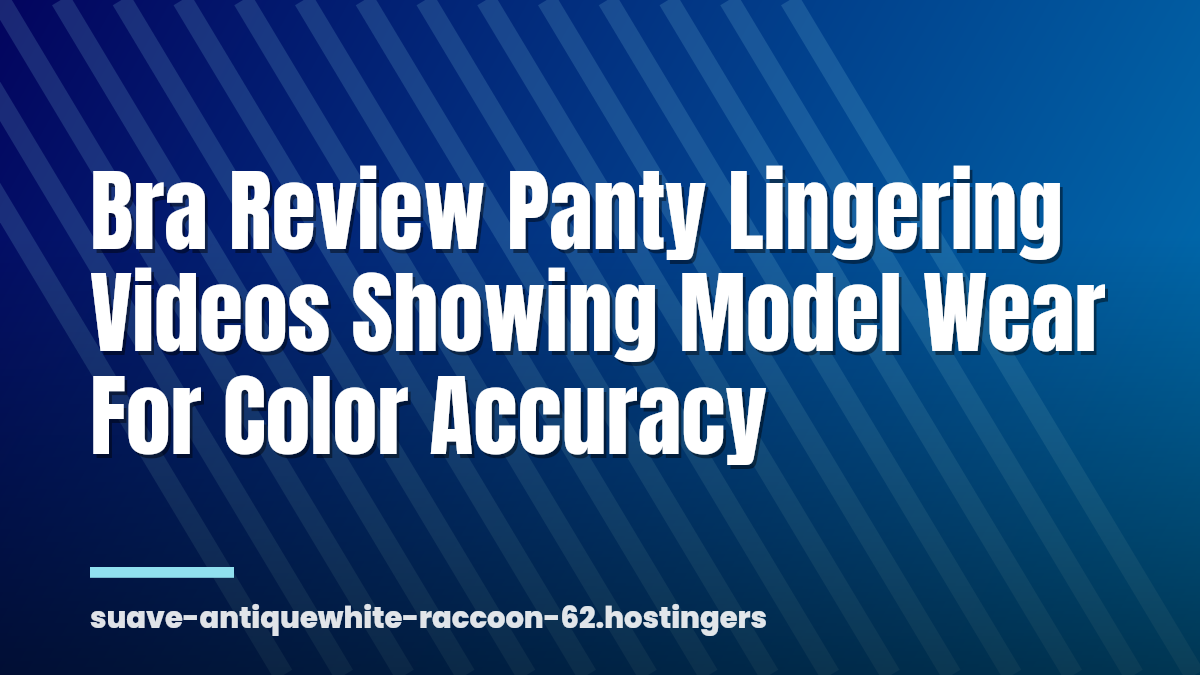 Bra Review Panty Lingering
Videos Showing Model Wear
For Color Accuracy
suave-antiquewhite-raccoon-62.hostingers